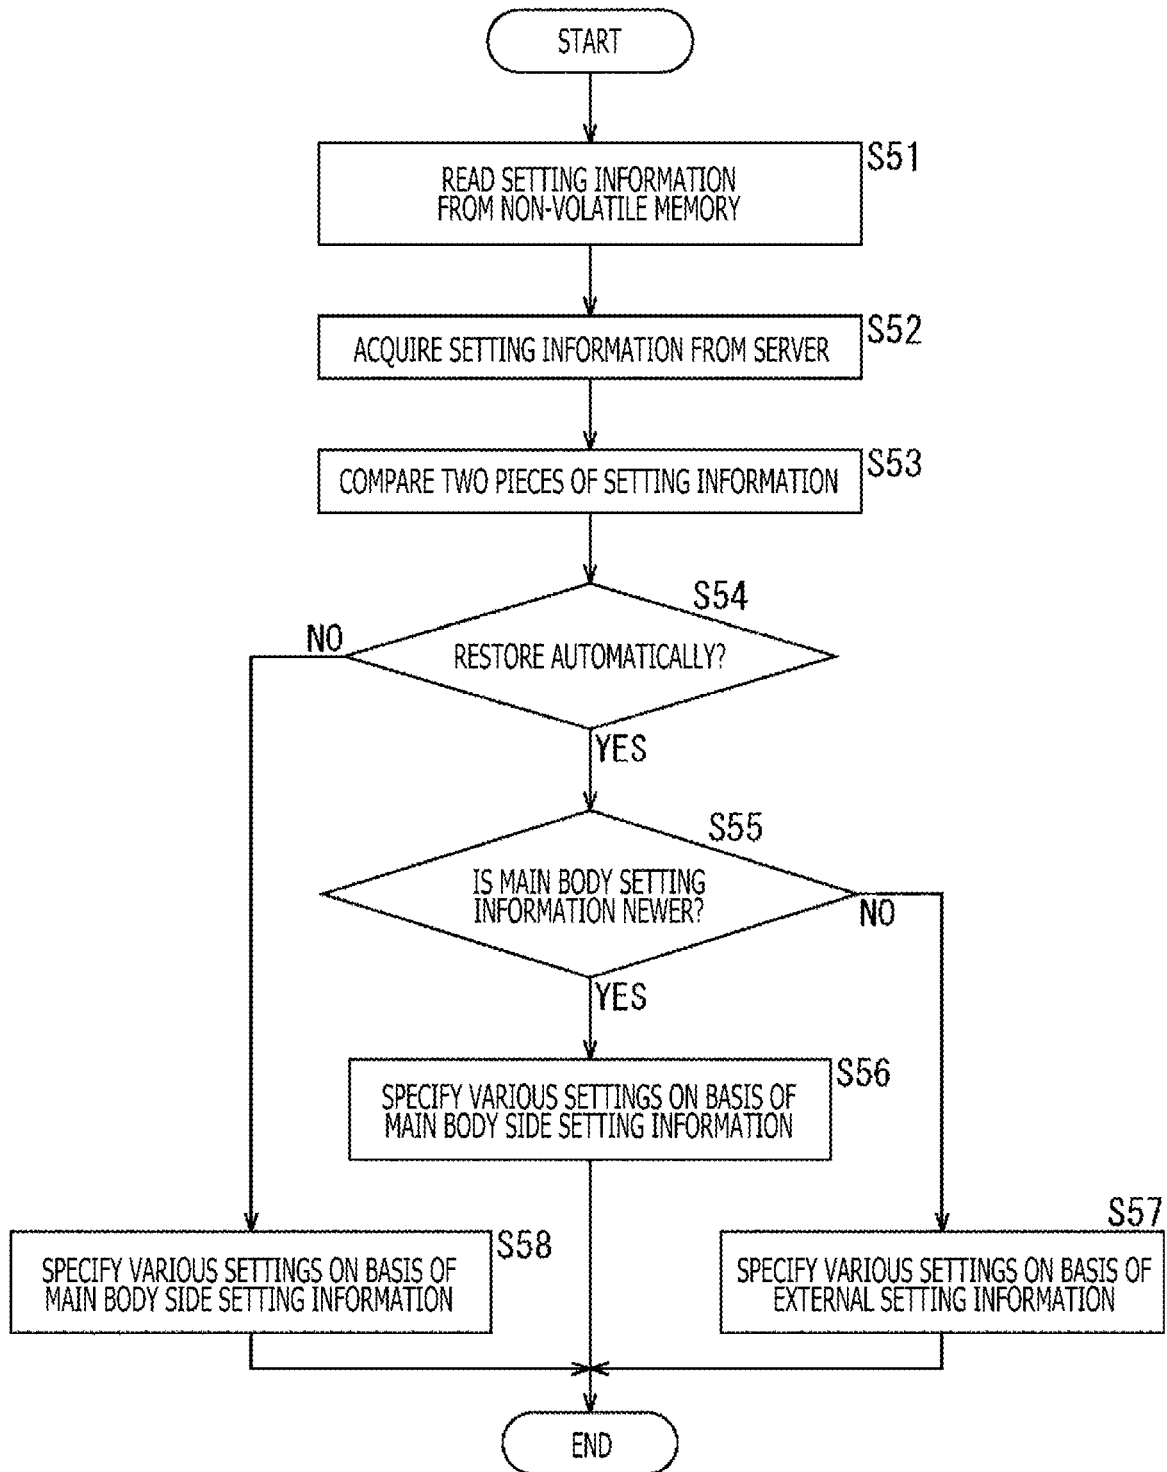 START
S51
READ SETTING INFORMATION
FROM NON-VOLATILE MEMORY
S52
ACQUIRE SETTING INFORMATION FROM SERVER
S53
COMPARE TWO PIECES OF SETTING INFORMATION
S54
NO
RESTORE AUTOMATICALLY?
YES
S55
IS MAIN BODY SETTING
INFORMATION NEWER?
NO
YES
S56
SPECIFY VARIOUS SETTINGS ON BASIS OF
MAIN BODY SIDE SETTING INFORMATION
S58
SPECIFY VARIOUS SETTINGS ON BASIS OF
MAIN BODY SIDE SETTING INFORMATION
S57
SPECIFY VARIOUS SETTINGS ON BASIS OF
EXTERNAL SETTING INFORMATION
END